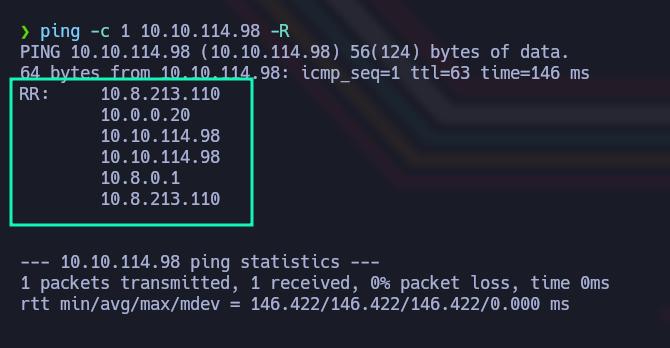 ❯ ping -c 1 10.10.114.98 -R
PING 10.10.114.98 (10.10.114.98) 56(124) bytes of data.
64 bytes from 10.10.114.98: icmp_seq=1 ttl=63 time=146 ms
RR: 10.8.213.110
10.0.0.20
10.10.114.98
10.10.114.98
10.8.0.1
10.8.213.110
--- 10.10.114.98 ping statistics ---
1 packets transmitted, 1 received, 0% packet loss, time 0ms
rtt min/avg/max/mdev = 146.422/146.422/146.422/0.000 ms